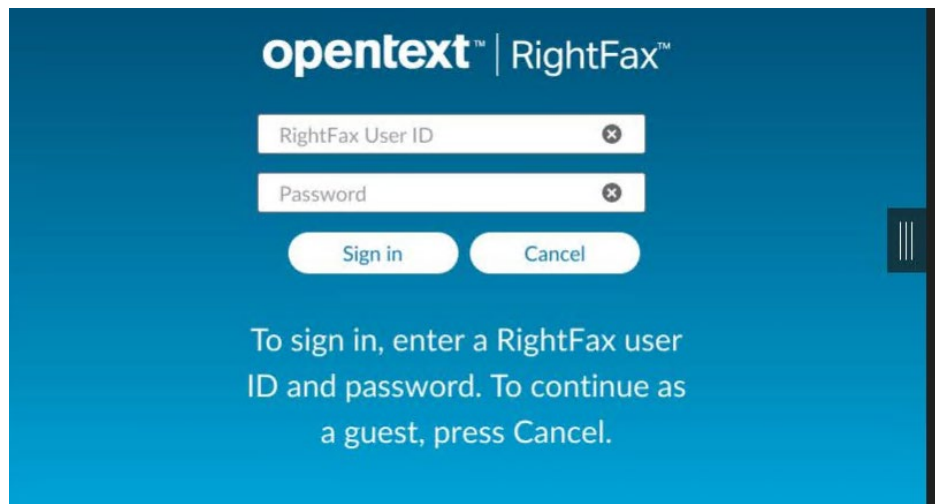 opentext™ | RightFax™
RightFax User ID
Password
Sign in Cancel
To sign in, enter a RightFax user
ID and password. To continue as
a guest, press Cancel.